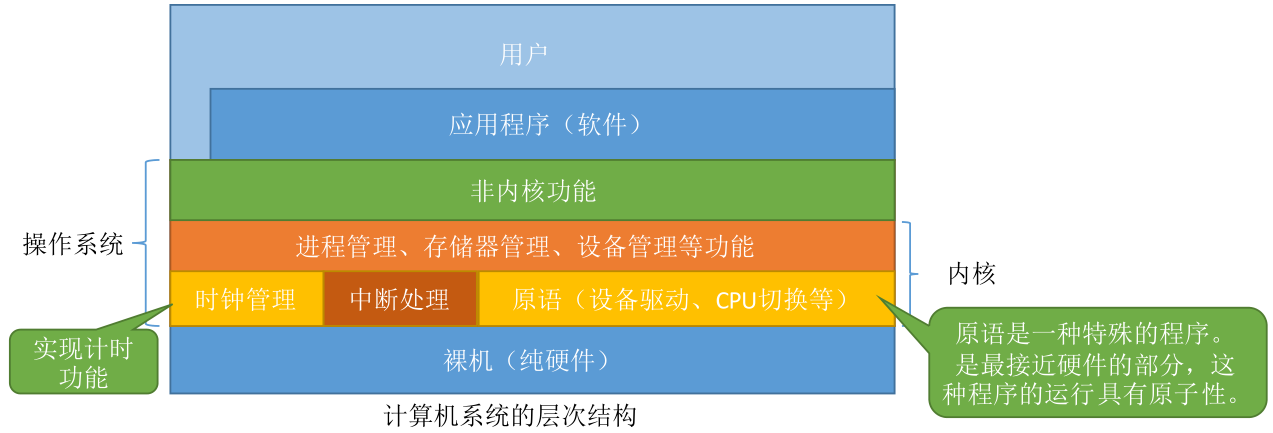 用户
应用程序（软件）
非内核功能
操作系统
进程管理、存储器管理、设备管理等功能
内核
时钟管理
中断处理
原语（设备驱动、CPU切换等）
实现计时
功能
原语是一种特殊的程序。
是最接近硬件的部分，这
种程序的运行具有原子性。
裸机（纯硬件）
计算机系统的层次结构